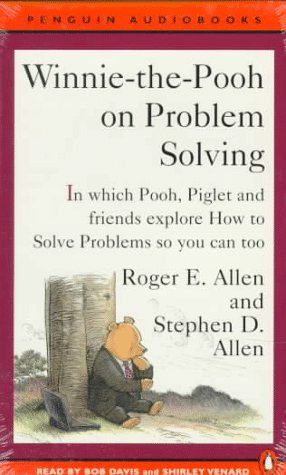 PENGUIN AUDIOBOOKS
Winnie-the-Pooh
on Problem
Solving
In which Pooh, Piglet and
friends explore How to
Solve Problems so you can too
Roger E. Allen
and
Stephen D.
Allen
READ BY BOB DAVIS AND SHIRLEY VENARD